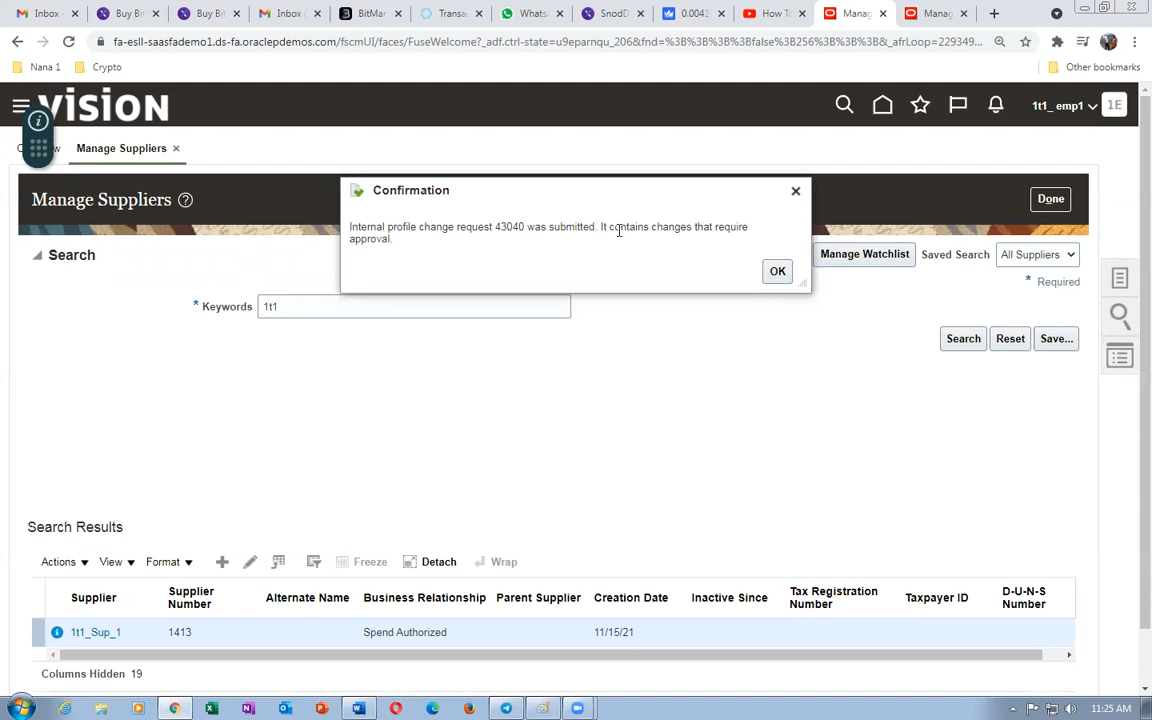 Inbox
Buy Bit
Buy Bit
Inbox (
BitMar
Transa
Whats
SnodD
0.0041
How To
Manag
Manag
fa-esll-saasfademo1.ds-fa.oraclepdemos.com/fscmUI/faces/FuseWelcome?_adf.ctrl-state=u9eparnqu_206&fnd=%3B%3B%3B%3Bfalse%3B256%3B%3B%3B&_afrLoop=229349...
Nana 1
Crypto
Other bookmarks
vision
1t1_ emp1
1E
Manage Suppliers
Manage Suppliers
Done
Confirmation
Internal profile change request 43040 was submitted. It contains changes that require
approval.
OK
Search
Manage Watchlist
Saved Search
All Suppliers
* Required
* Keywords
1t1
Search
Reset
Save...
Search Results
Actions
View
Format
Freeze
Detach
Wrap
Supplier
Supplier Number
Alternate Name
Business Relationship
Parent Supplier
Creation Date
Inactive Since
Tax Registration Number
Taxpayer ID
D-U-N-S Number
1t1_Sup_1
1413
Spend Authorized
11/15/21
Columns Hidden 19
11:25 AM